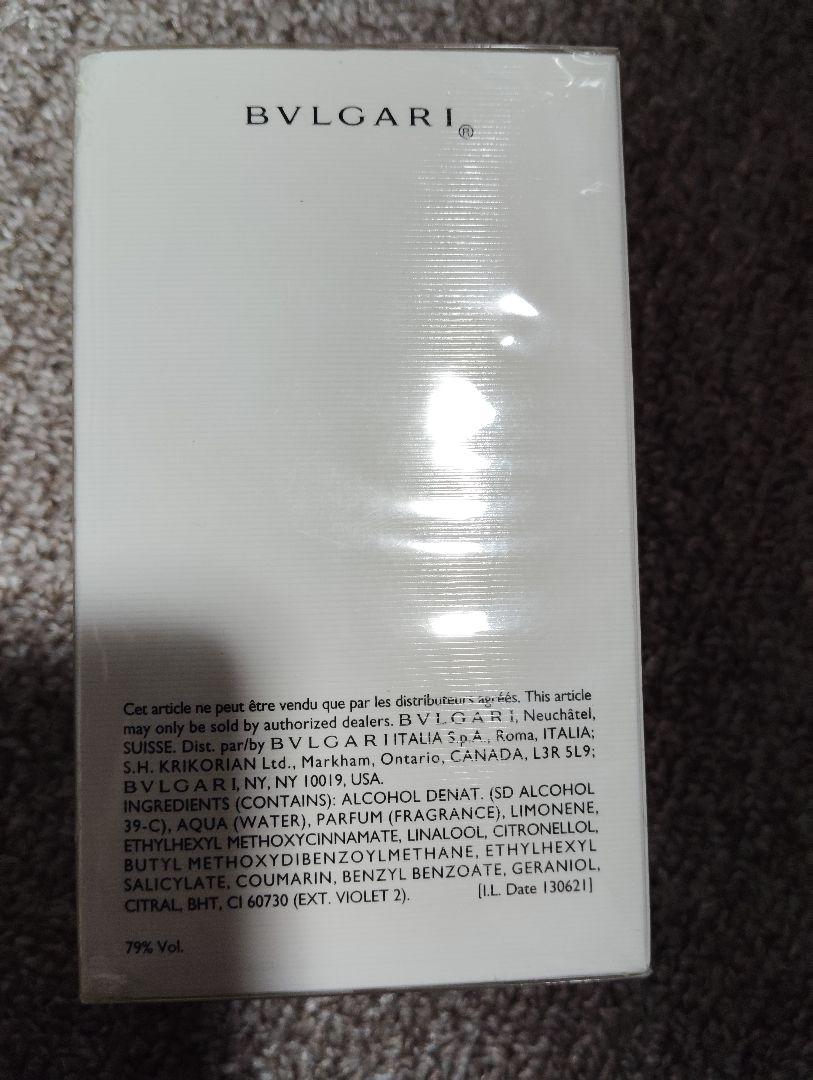 BVLGARI®
Cet article ne peut être vendu que par les distributeurs agréés. This article
may only be sold by authorized dealers. BVLGARI, Neuchâtel,
SUISSE. Dist. par/by BVLGARI ITALIA S.p.A., Roma, ITALIA;
S.H. KRIKORIAN Ltd., Markham, Ontario, CANADA, L3R 5L9;
BVLGARI, NY, NY 10019, USA.
INGREDIENTS (CONTAINS): ALCOHOL DENAT. (SD ALCOHOL
39-C), AQUA (WATER), PARFUM (FRAGRANCE), LIMONENE,
ETHYLHEXYL METHOXYCINNAMATE, LINALOOL, CITRONELLOL,
BUTYL METHOXYDIBENZOYLMETHANE, ETHYLHEXYL
SALICYLATE, COUMARIN, BENZYL BENZOATE, GERANIOL,
CITRAL, BHT, CI 60730 (EXT. VIOLET 2). [I.L. Date 130621]
79% Vol.